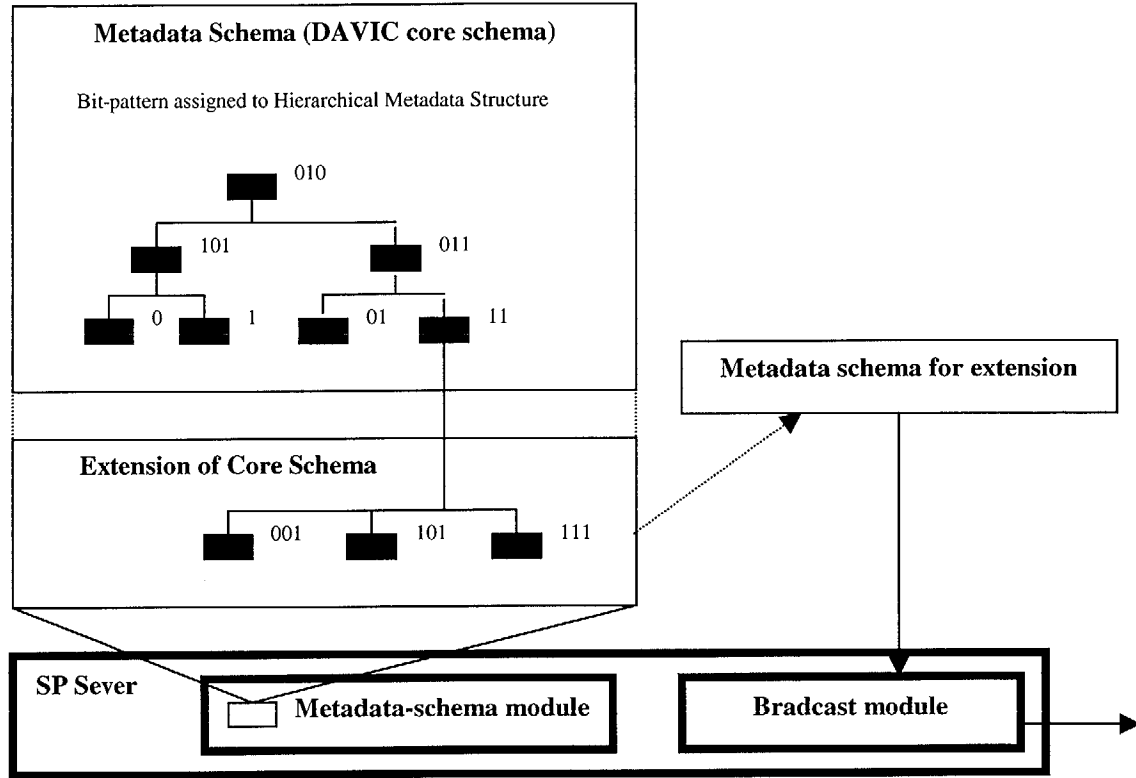 Metadata Schema (DAVIC core schema)
Bit-pattern assigned to Hierarchical Metadata Structure
010
101
011
0
1
01
11
Metadata schema for extension
Extension of Core Schema
001
101
111
SP Sever
Metadata-schema module
Bradcast module